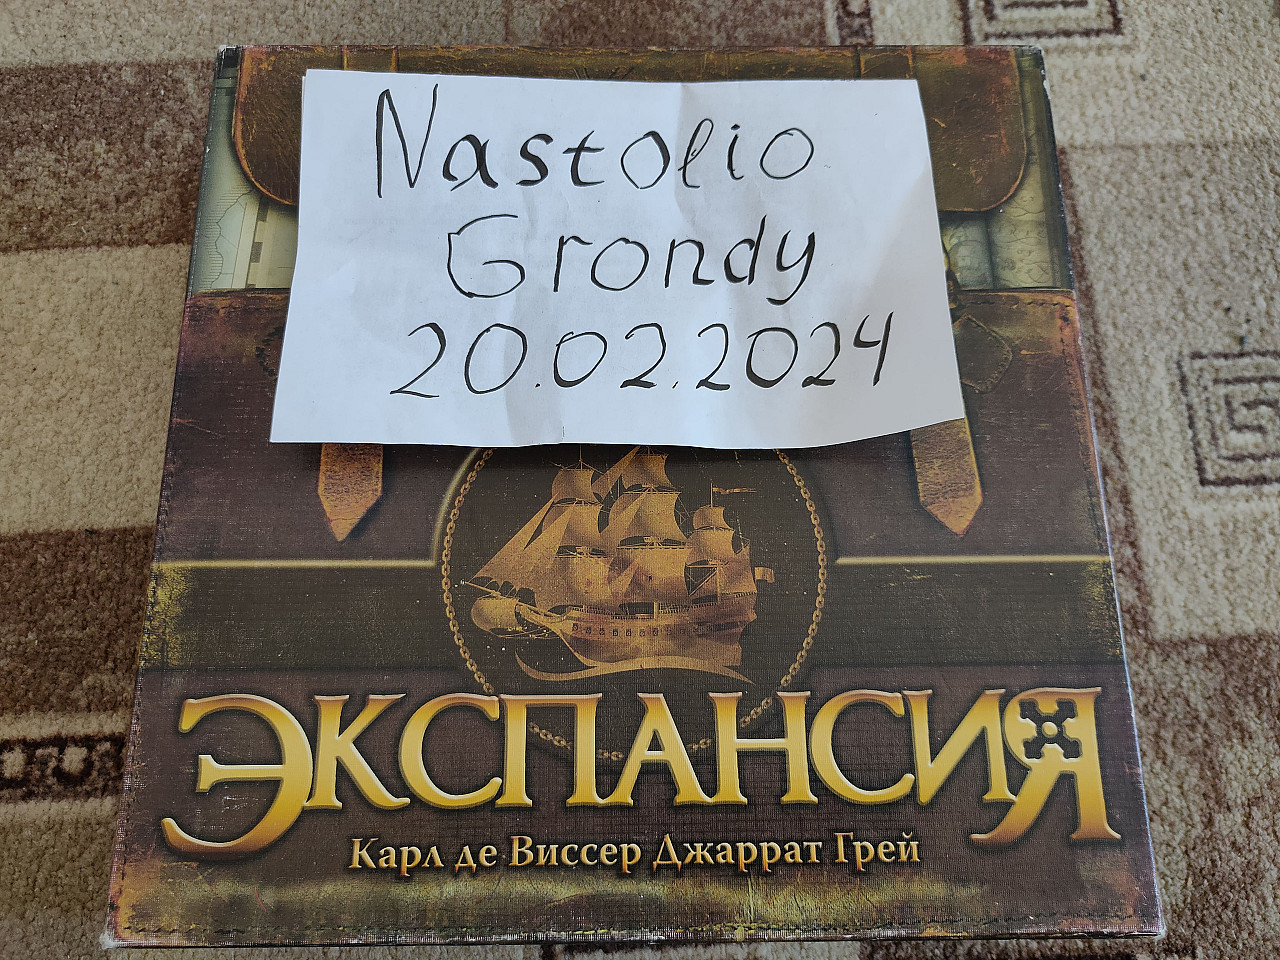 Nastolio
Grondy
20.02.2024
ЭКСПАНСИЯ
Карл де Виссер Джаррат Грей